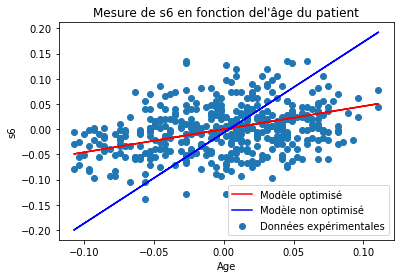 Mesure de s6 en fonction del'âge du patient
0.20
0.15
0.10
0.05
0.00
−0.05
−0.10
−0.15
−0.20
s6
−0.10
−0.05
0.00
0.05
0.10
Age
Modèle optimisé
Modèle non optimisé
Données expérimentales